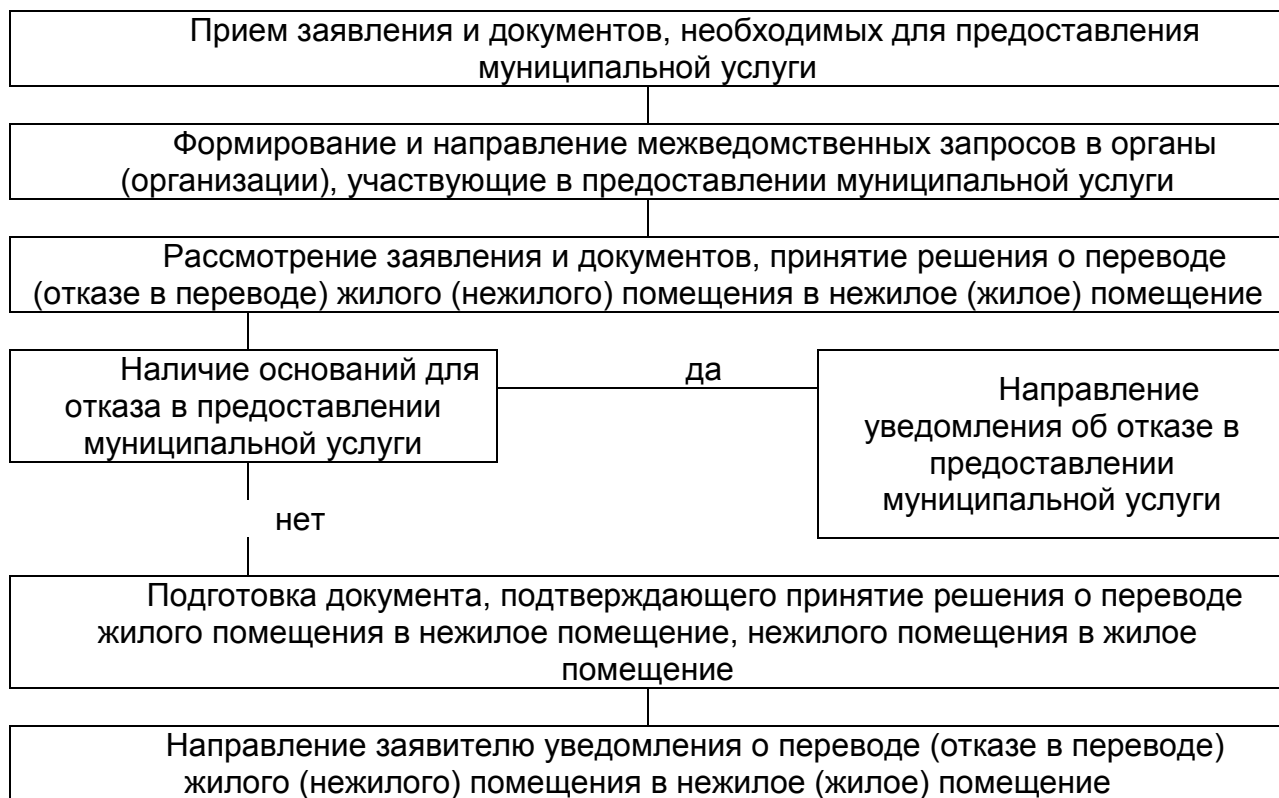 Прием заявления и документов, необходимых для предоставления
муниципальной услуги
Формирование и направление межведомственных запросов в органы
(организации), участвующие в предоставлении муниципальной услуги
Рассмотрение заявления и документов, принятие решения о переводе
(отказе в переводе) жилого (нежилого) помещения в нежилое (жилое) помещение
Наличие оснований для
отказа в предоставлении
муниципальной услуги
да
Направление
уведомления об отказе в
предоставлении
муниципальной услуги
нет
Подготовка документа, подтверждающего принятие решения о переводе
жилого помещения в нежилое помещение, нежилого помещения в жилое
помещение
Направление заявителю уведомления о переводе (отказе в переводе)
жилого (нежилого) помещения в нежилое (жилое) помещение